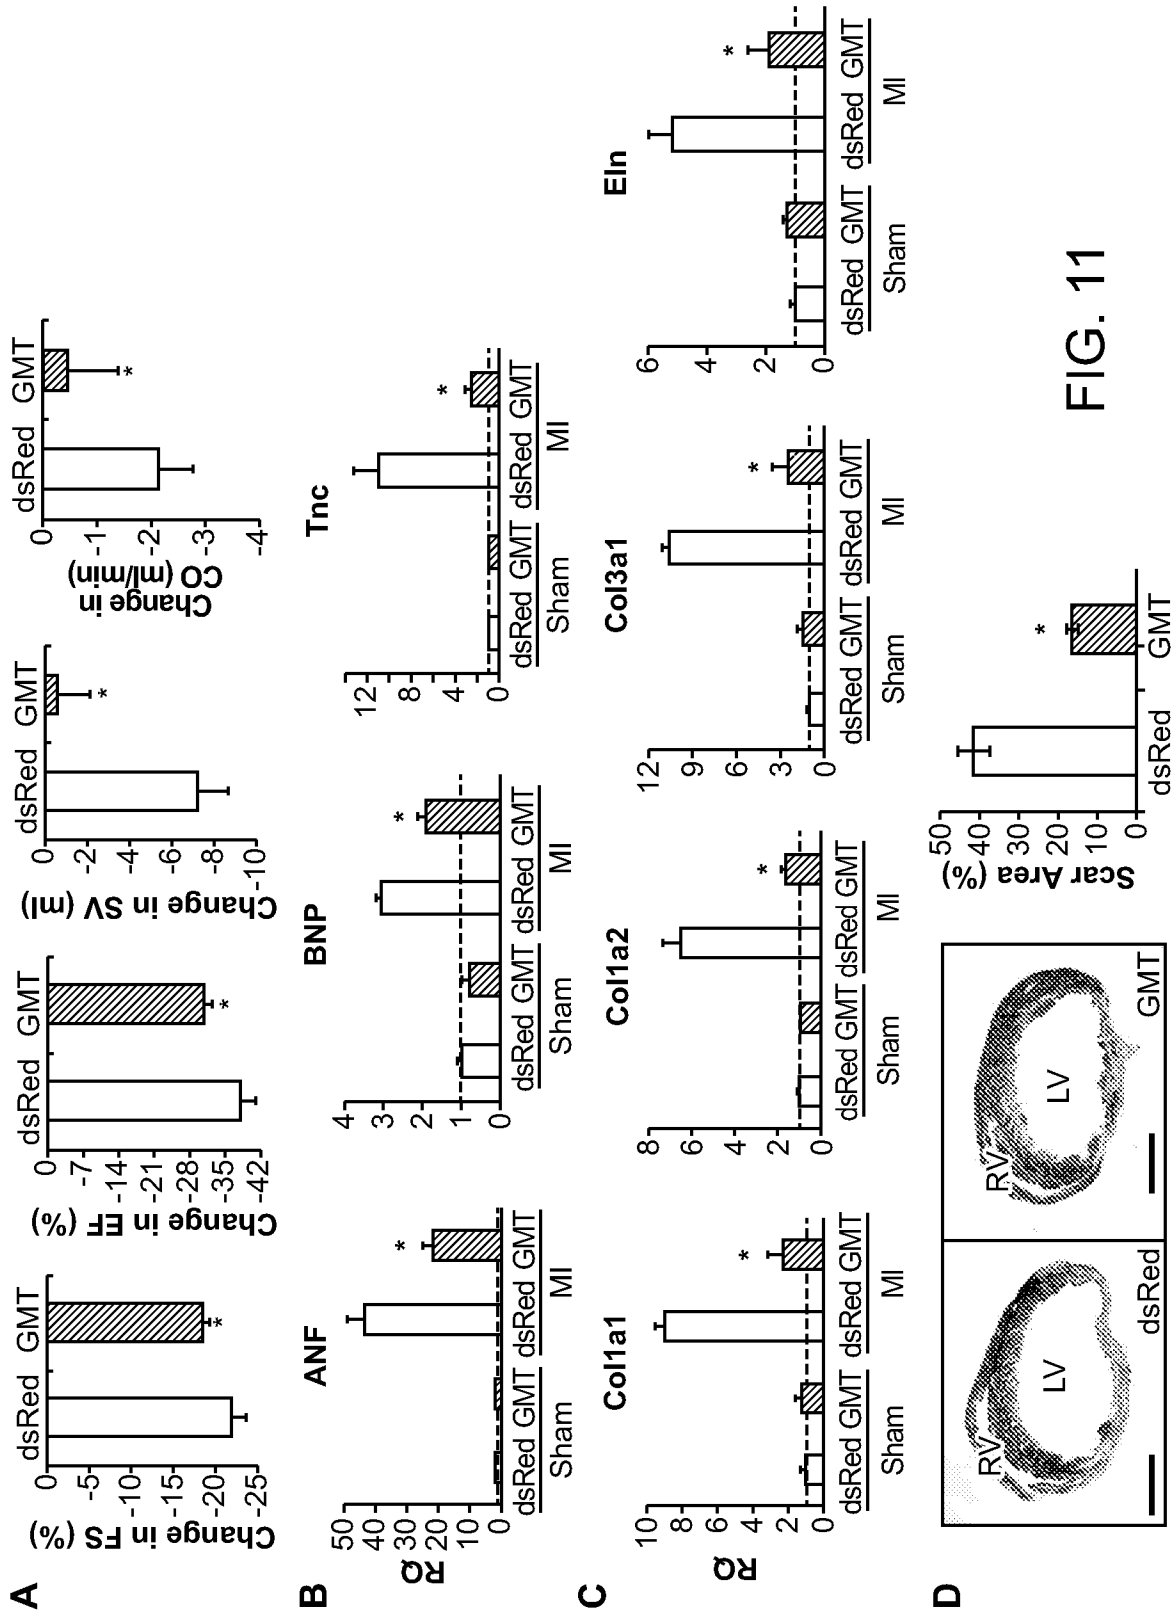 A
Change in FS (%)
0
-5
-10
-15
-20
-25
dsRed GMT
*
Change in EF (%)
0
-7
-14
-21
-28
-35
-42
dsRed GMT
*
Change in SV (ml)
0
-2
-4
-6
-8
-10
dsRed GMT
*
Change in
CO (ml/min)
0
-1
-2
-3
-4
dsRed GMT
*
B
ANF
RQ
50
40
30
20
10
0
*
dsRed GMT dsRed GMT
Sham MI
BNP
4
3
2
1
0
*
dsRed GMT dsRed GMT
Sham MI
Tnc
12
8
4
0
*
dsRed GMT dsRed GMT
Sham MI
C
Col1a1
RQ
10
8
6
4
2
0
*
dsRed GMT dsRed GMT
Sham MI
Col1a2
8
6
4
2
0
*
dsRed GMT dsRed GMT
Sham MI
Col3a1
12
9
6
3
0
*
dsRed GMT dsRed GMT
Sham MI
Eln
6
4
2
0
*
dsRed GMT dsRed GMT
Sham MI
D
RV
LV
dsRed
RV
LV
GMT
Scar Area (%)
50
40
30
20
10
0
*
dsRed GMT
FIG. 11